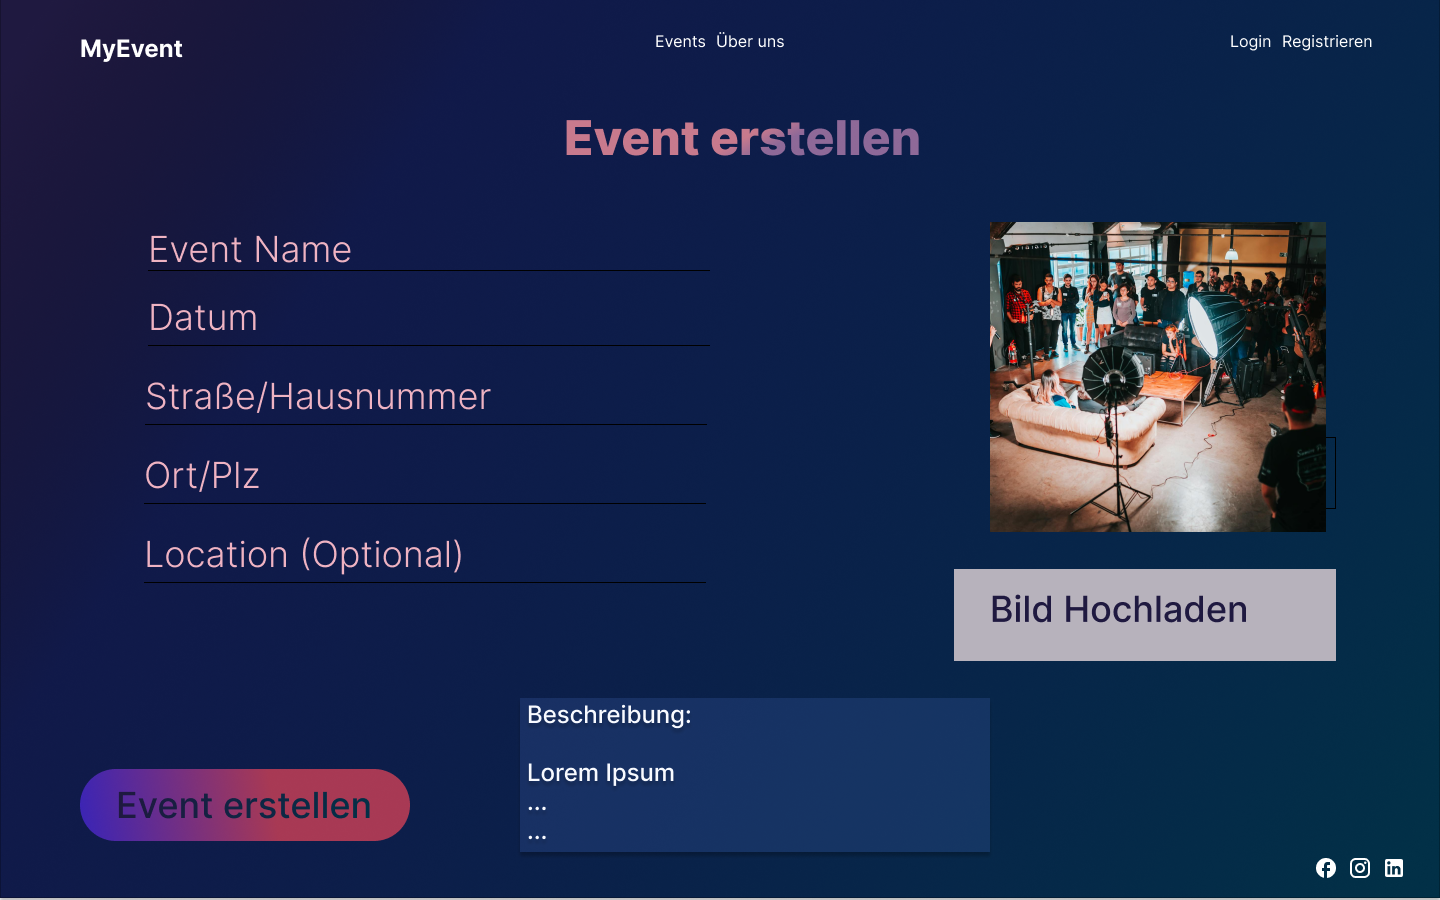 MyEvent
Events Über uns
Login Registrieren
Event erstellen
Event Name
Datum
Straße/Hausnummer
Ort/Plz
Location (Optional)
Bild Hochladen
Beschreibung:
Lorem Ipsum
...
...
Event erstellen